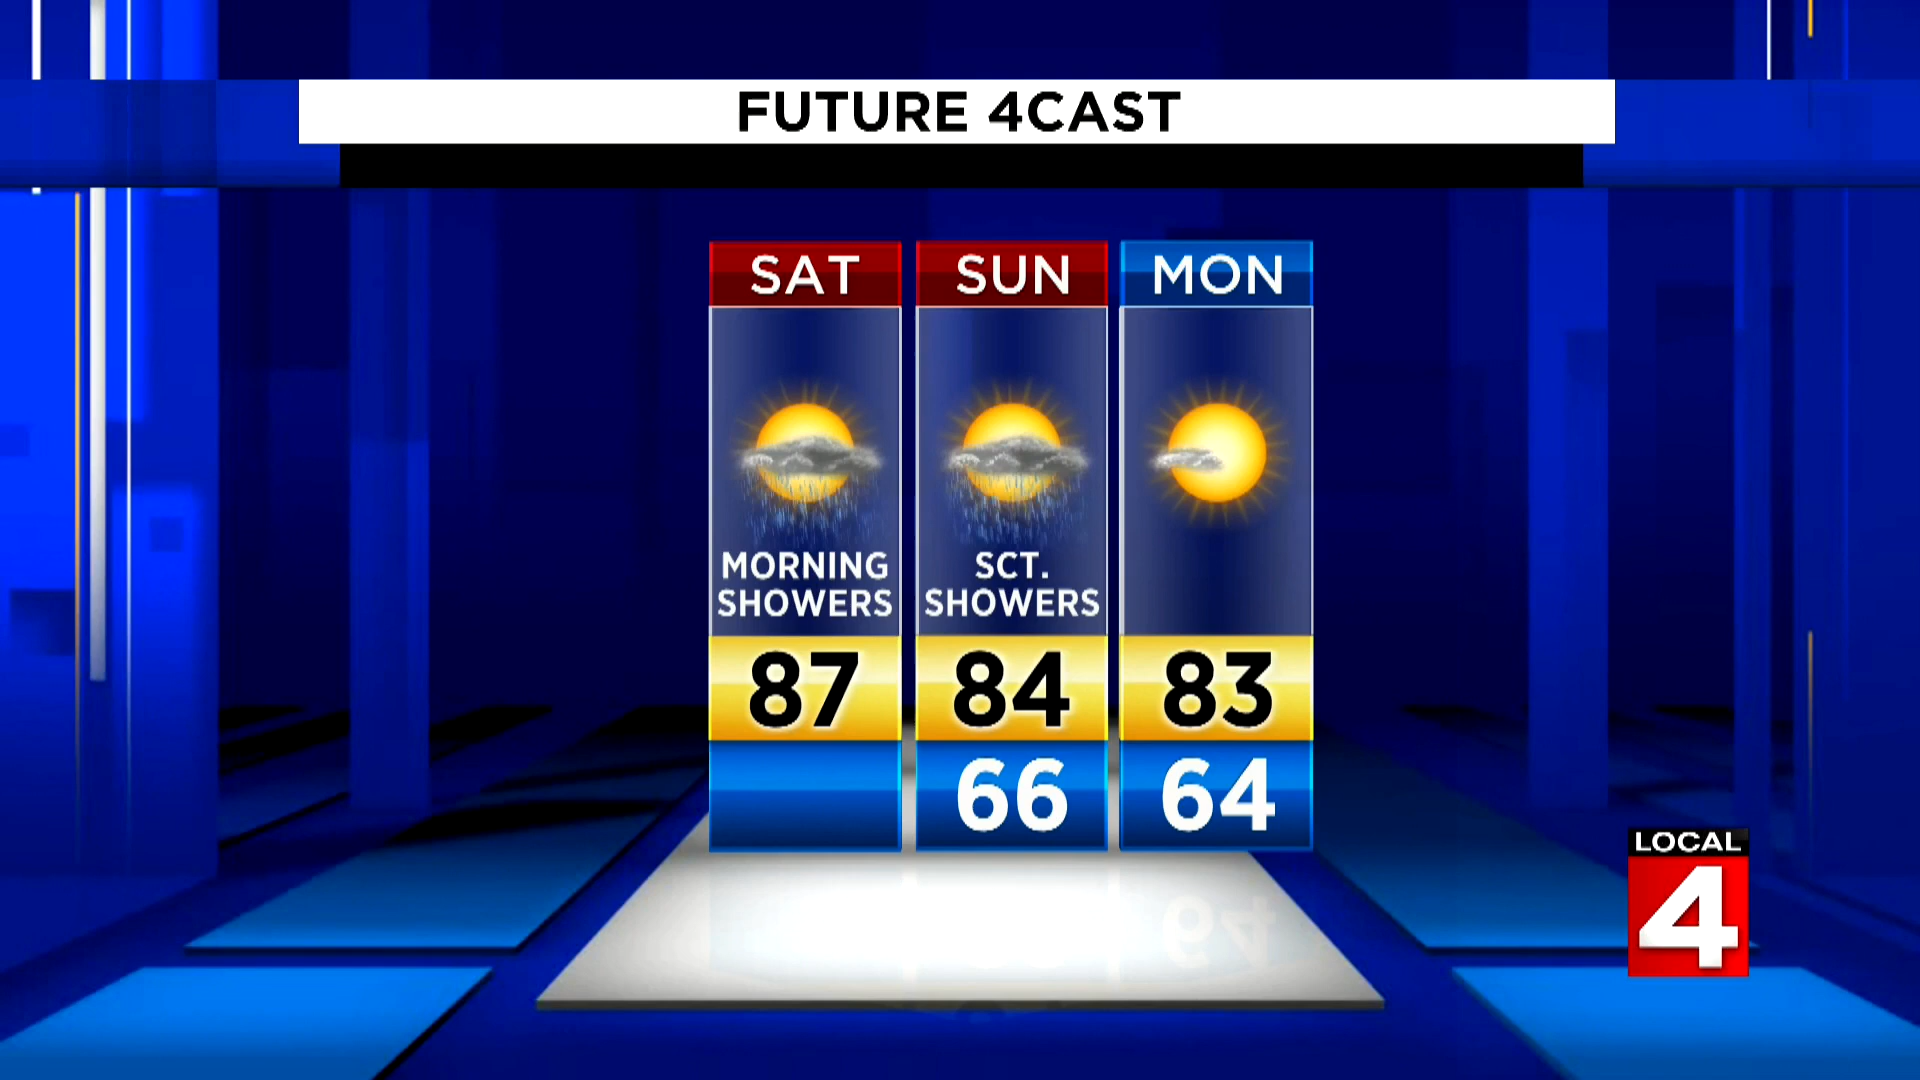 FUTURE 4CAST
SAT
SUN
MON
MORNING
SHOWERS
SCT.
SHOWERS
87
84
83
66
64
LOCAL
4